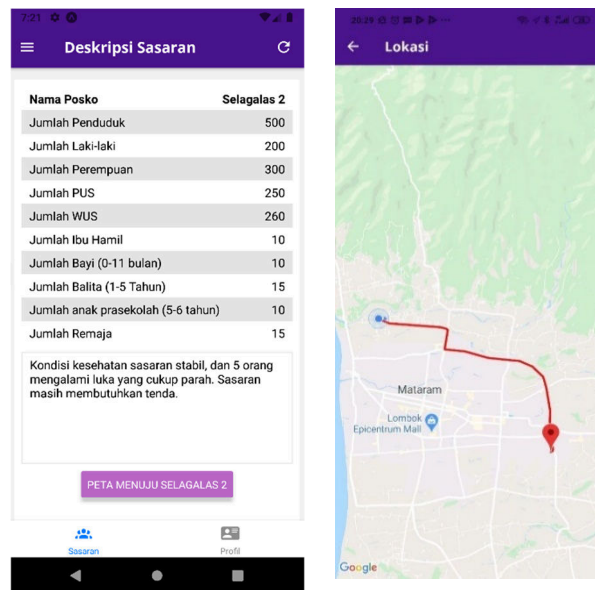 7:21
Deskripsi Sasaran
Nama Posko Selagalas 2
Jumlah Penduduk 500
Jumlah Laki-laki 200
Jumlah Perempuan 300
Jumlah PUS 250
Jumlah WUS 260
Jumlah Ibu Hamil 10
Jumlah Bayi (0-11 bulan) 10
Jumlah Balita (1-5 Tahun) 15
Jumlah anak prasekolah (5-6 tahun) 10
Jumlah Remaja 15
Kondisi kesehatan sasaran stabil, dan 5 orang
mengalami luka yang cukup parah. Sasaran
masih membutuhkan tenda.
PETA MENUJU SELAGALAS 2
Sasaran Profil
20:29
Lokasi
Mataram
Lombok
Epicentrum Mall
Google